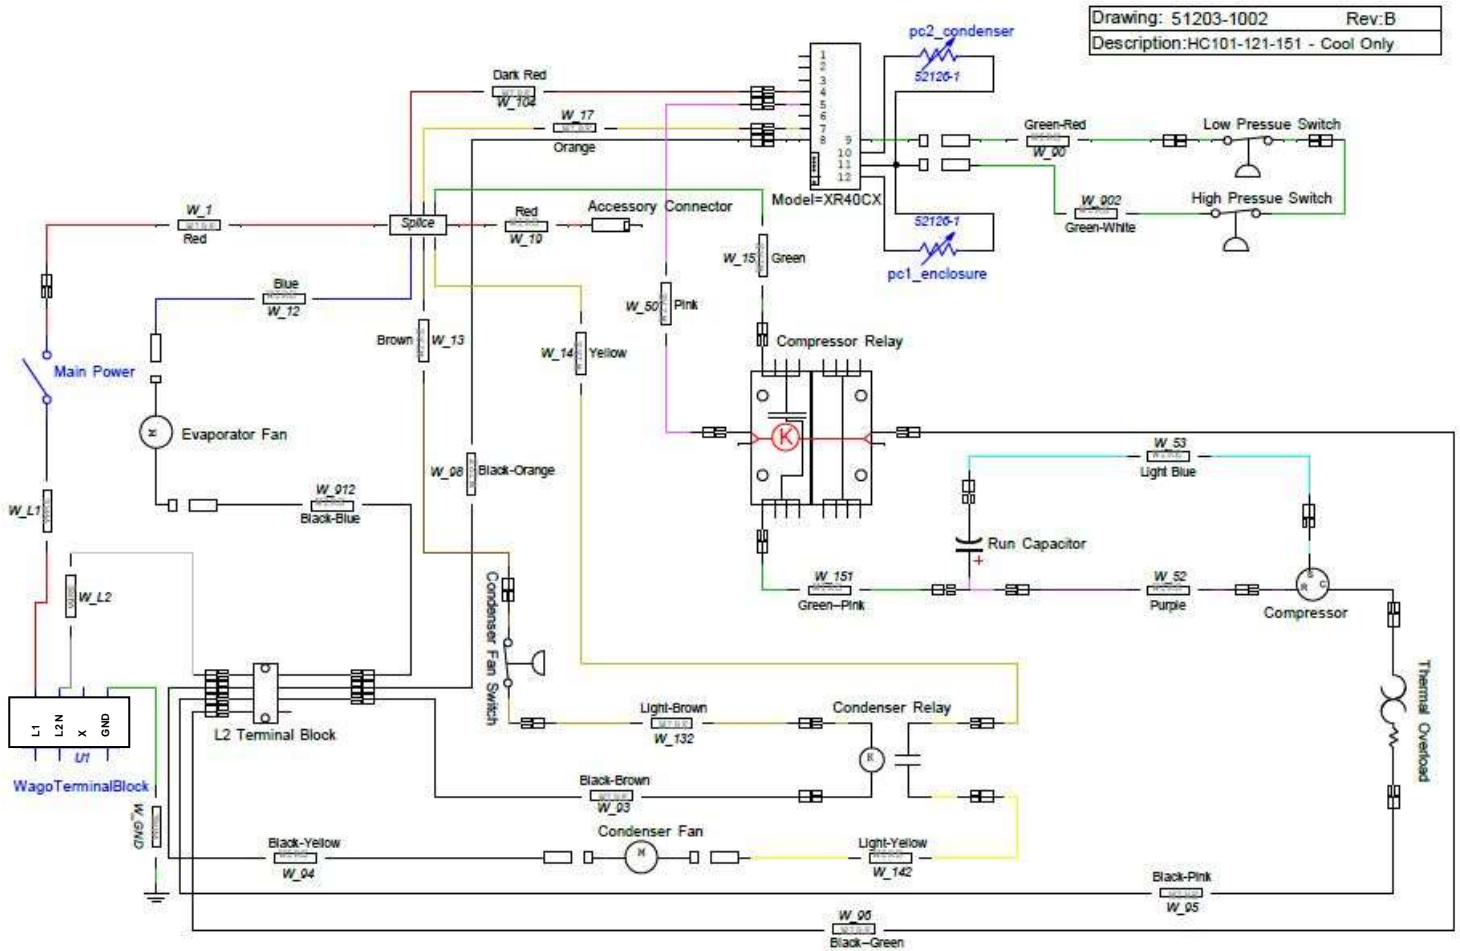 Drawing: 51203-1002 Rev:B
Description:HC101-121-151 - Cool Only
pc2_condenser
52126-1
1
2
3
4
5
6
7
8
9
10
11
12
Model=XR40CX
Dark Red
W_104
W_17
Orange
Green-Red
W_90
Low Pressue Switch
High Pressue Switch
W_902
Green-White
52126-1
pc1_enclosure
W_1
Red
Splice
Red
W_19
Accessory Connector
W_15
Green
Blue
W_12
W_50
Pink
Brown
W_13
W_14
Yellow
Compressor Relay
K
Main Power
M
Evaporator Fan
W_98
Black-Orange
W_53
Light Blue
W_L1
W_912
Black-Blue
Run Capacitor
+
W_L2
W_151
Green-Pink
W_52
Purple
S
R
C
Compressor
Condenser Fan Switch
Thermal Overload
L1
L2 N
X
GND
U1
WagoTerminalBlock
L2 Terminal Block
Light-Brown
W_132
Condenser Relay
K
Black-Brown
W_93
W_GND
Black-Yellow
W_94
Condenser Fan
M
Light-Yellow
W_142
Black-Pink
W_95
W_96
Black-Green